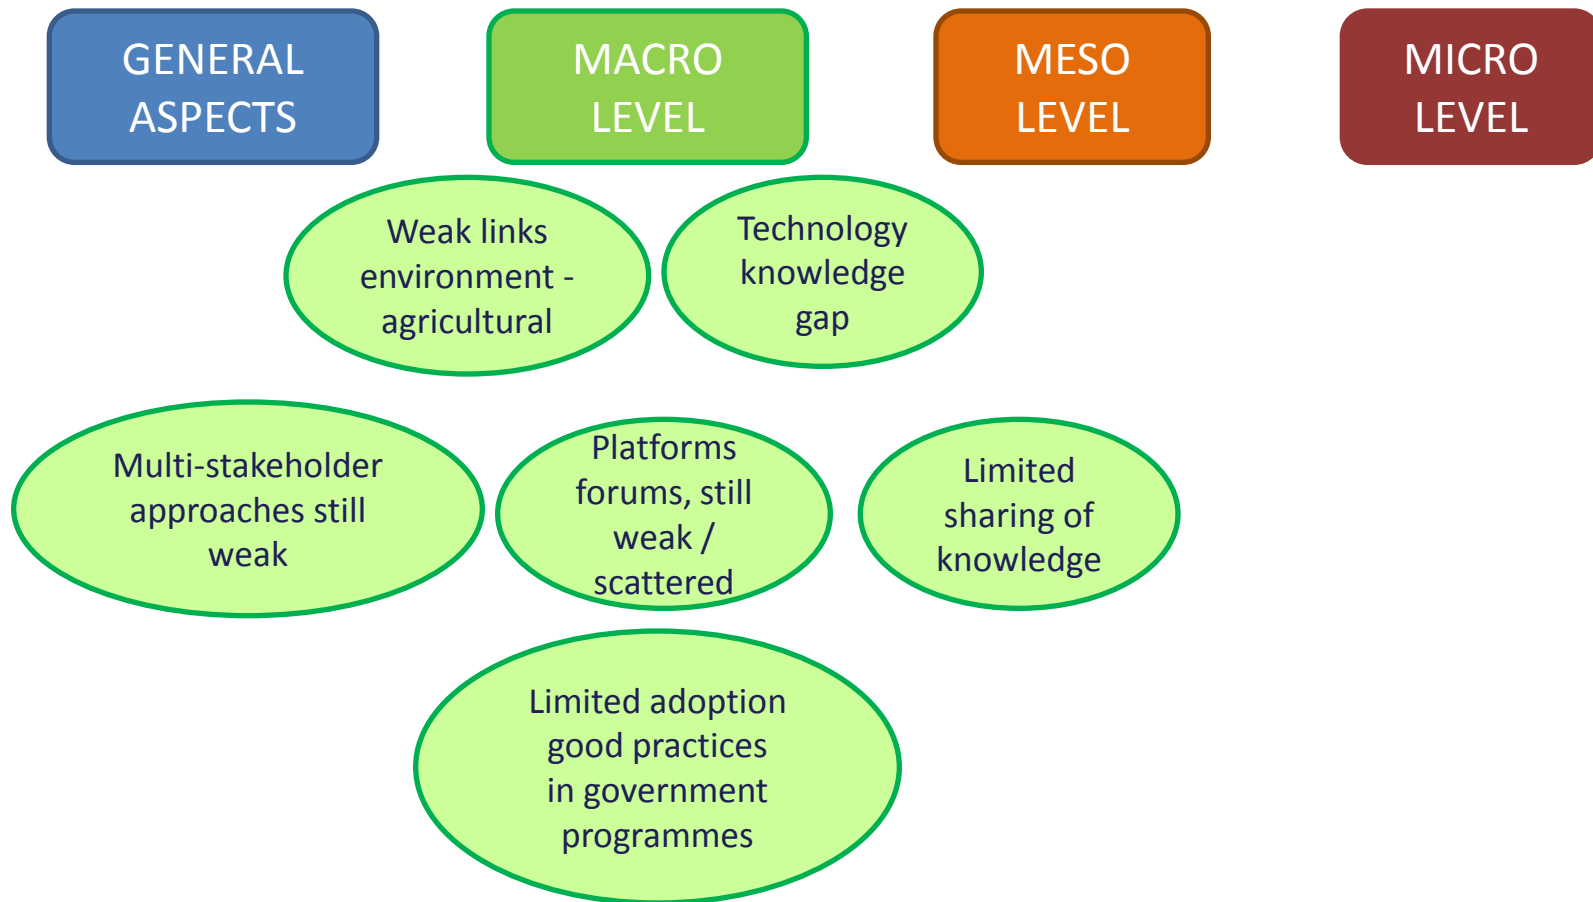 GENERAL
ASPECTS
MACRO
LEVEL
MESO
LEVEL
MICRO
LEVEL
Weak links
environment -
agricultural
Technology
knowledge
gap
Multi-stakeholder
approaches still
weak
Platforms
forums, still
weak /
scattered
Limited
sharing of
knowledge
Limited adoption
good practices
in government
programmes